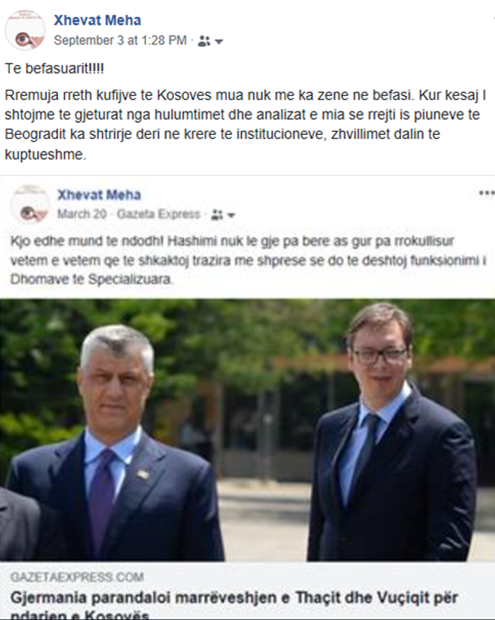 Xhevat Meha
September 3 at 1:28 PM ·
Te befasuarit!!!!
Rremuja rreth kufijve te Kosoves mua nuk me ka zene ne befasi. Kur kesaj I
shtojme te gjeturat nga hulumtimet dhe analizat e mia se rrejti is piuneve te
Beogradit ka shtrirje deri ne krere te institucioneve, zhvillimet dalin te
kuptueshme.
Xhevat Meha
March 20 · Gazeta Express ·
Kjo edhe mund te ndodh! Hashimi nuk le gje pa bere as gur pa rrokullisur
vetem e vetem qe te shkaktoj trazira me shprese se do te deshtoj funksionimi i
Dhomave te Specializuara.
GAZETAEXPRESS.COM
Gjermania parandaloi marrëveshjen e Thaçit dhe Vuçiqit për
ndarjen e Kosovës